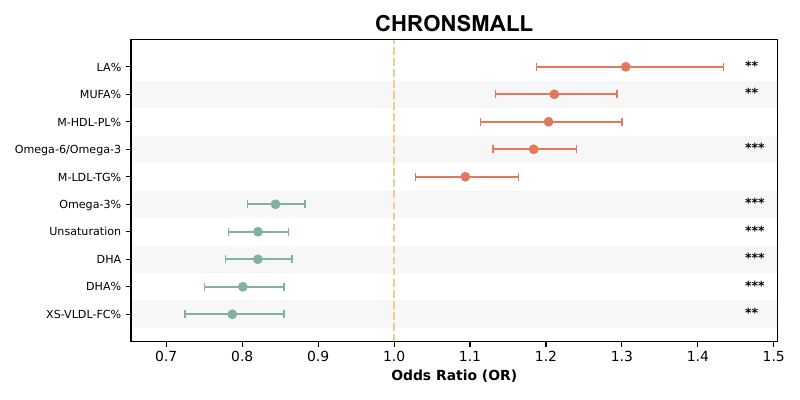 CHRONSMALL
LA% **
MUFA% **
M-HDL-PL%
Omega-6/Omega-3 ***
M-LDL-TG%
Omega-3% ***
Unsaturation ***
DHA ***
DHA% ***
XS-VLDL-FC% **
0.7 0.8 0.9 1.0 1.1 1.2 1.3 1.4 1.5
Odds Ratio (OR)